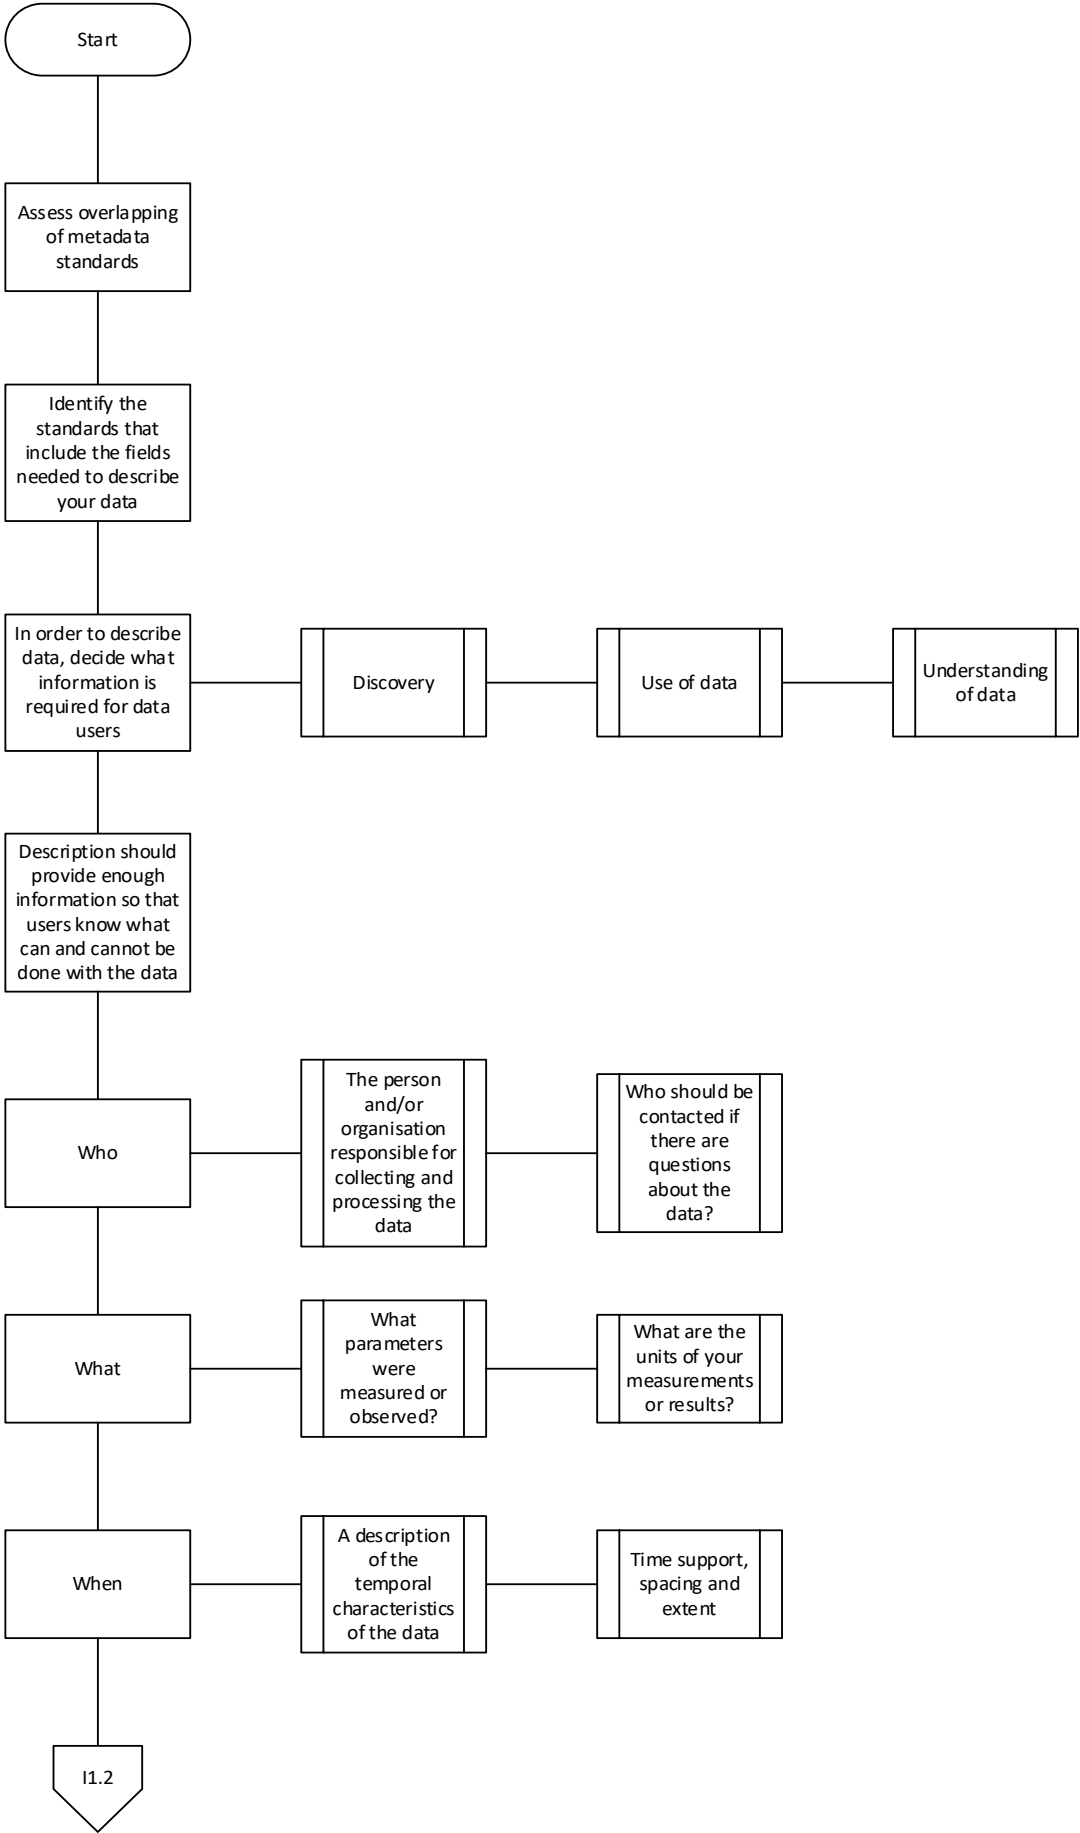 Start
Assess overlapping
of metadata
standards
Identify the
standards that
include the fields
needed to describe
your data
In order to describe
data, decide what
information is
required for data
users
Discovery
Use of data
Understanding
of data
Description should
provide enough
information so that
users know what
can and cannot be
done with the data
Who
The person
and/or
organisation
responsible for
collecting and
processing the
data
Who should be
contacted if
there are
questions
about the
data?
What
What
parameters
were
measured or
observed?
What are the
units of your
measurements
or results?
When
A description
of the
temporal
characteristics
of the data
Time support,
spacing and
extent
I1.2